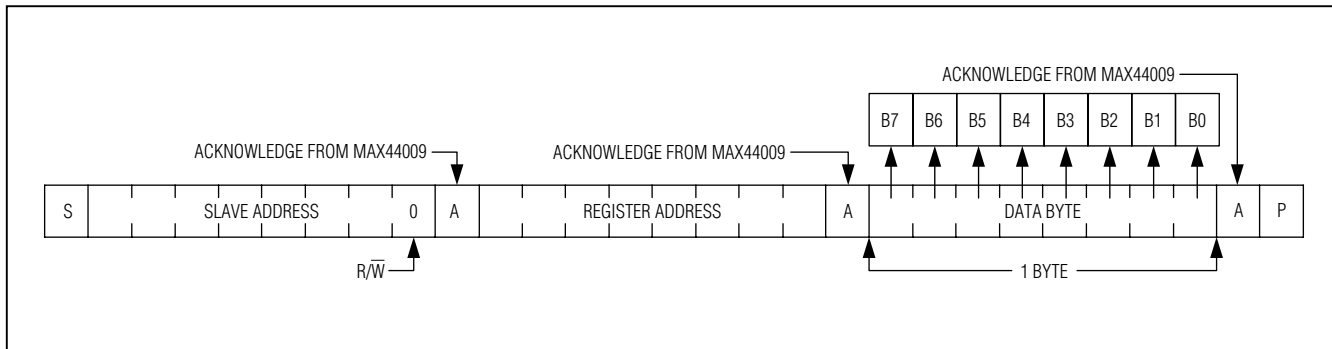 ACKNOWLEDGE FROM MAX44009
B7 B6 B5 B4 B3 B2 B1 B0
ACKNOWLEDGE FROM MAX44009 ACKNOWLEDGE FROM MAX44009
S SLAVE ADDRESS 0 A REGISTER ADDRESS A DATA BYTE A P
R/W̅ 1 BYTE